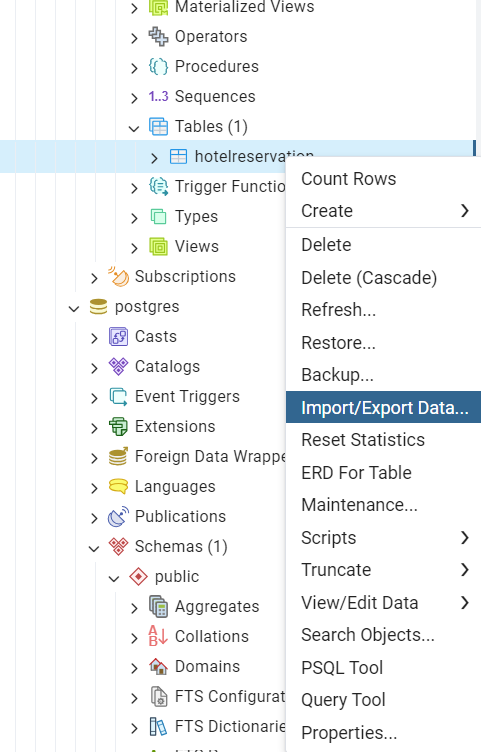 Materialized Views
Operators
Procedures
1..3 Sequences
Tables (1)
hotelreservation
Trigger Functio
Types
Views
Subscriptions
postgres
Casts
Catalogs
Event Triggers
Extensions
Foreign Data Wrappe
Languages
Publications
Schemas (1)
public
Aggregates
AB Collations
Domains
FTS Configurat
FTS Dictionarie
Count Rows
Create
Delete
Delete (Cascade)
Refresh...
Restore...
Backup...
Import/Export Data...
Reset Statistics
ERD For Table
Maintenance...
Scripts
Truncate
View/Edit Data
Search Objects...
PSQL Tool
Query Tool
Properties...